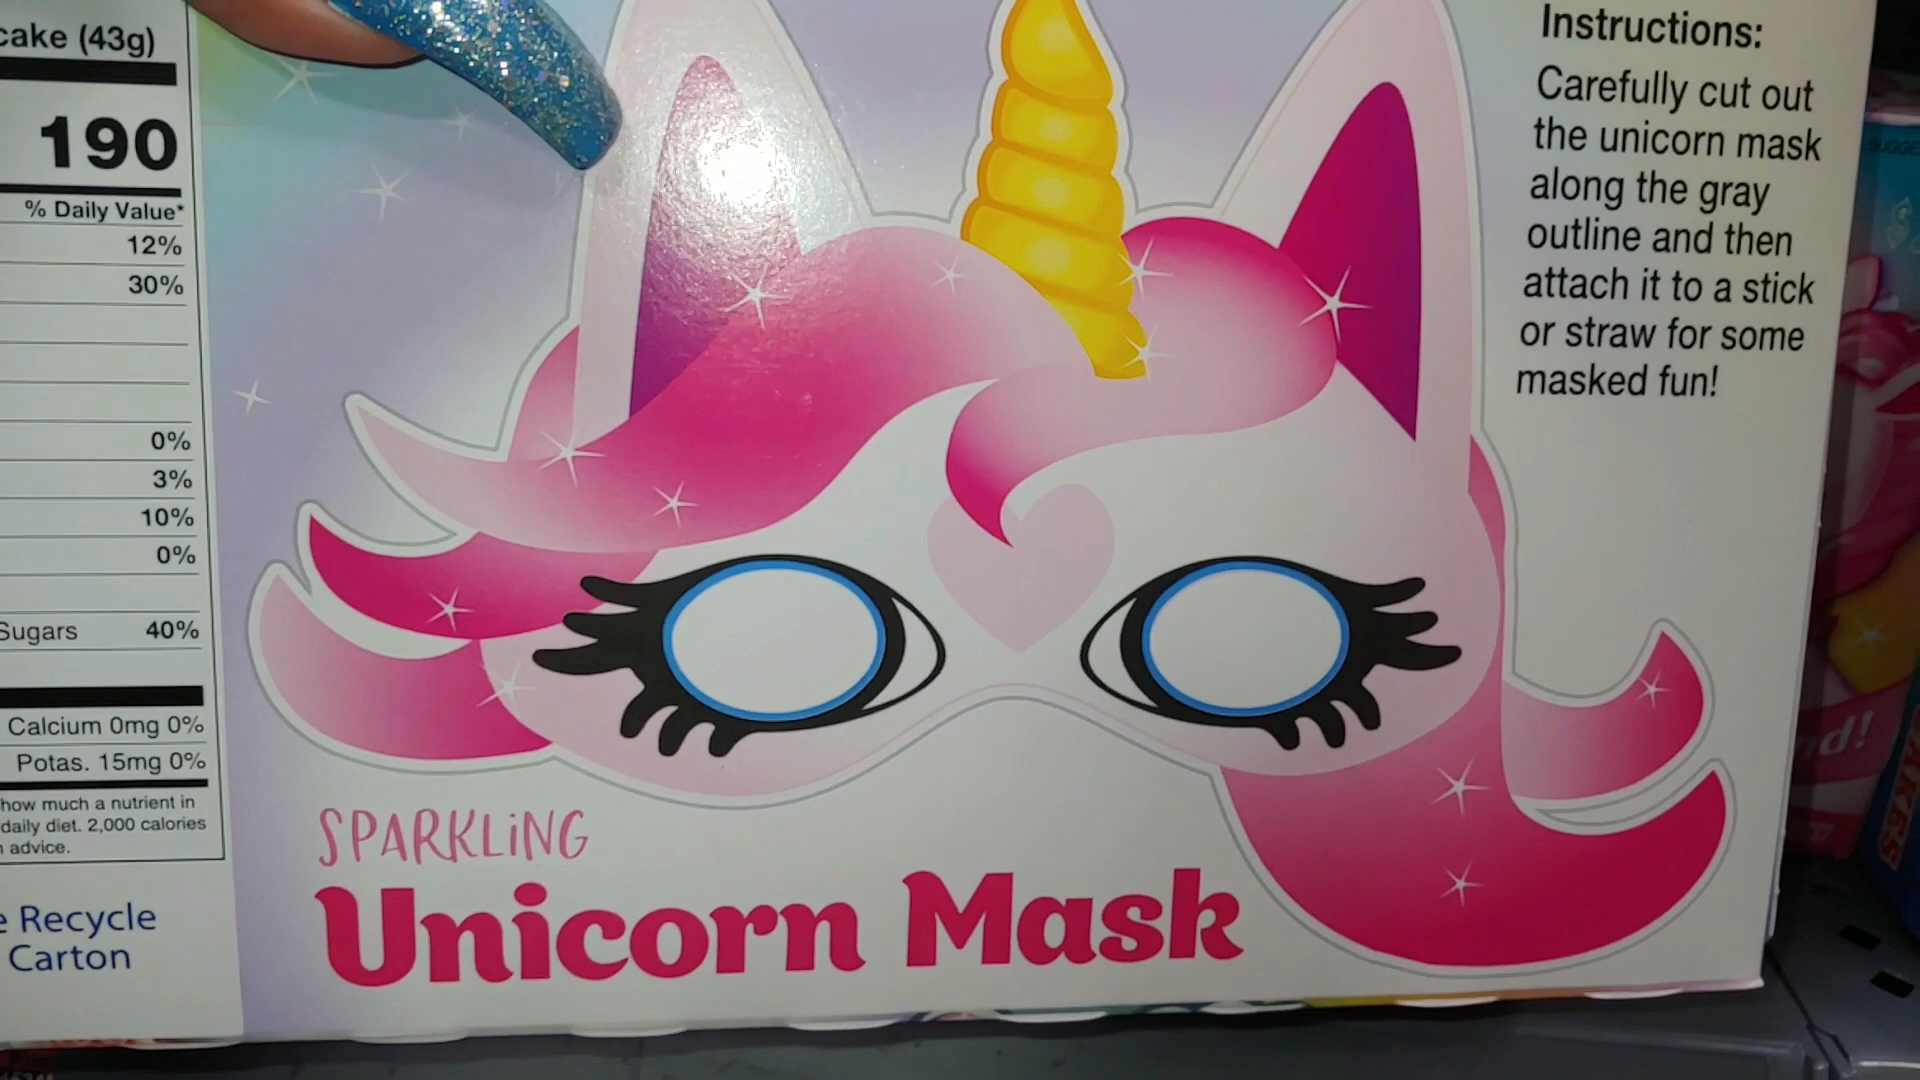 cake (43g)
190
% Daily Value*
12%
30%
0%
3%
10%
0%
Sugars 40%
Calcium 0mg 0%
Potas. 15mg 0%
how much a nutrient in
daily diet. 2,000 calories
advice.
Recycle
Carton
SPARKLiNG
Unicorn Mask
Instructions:
Carefully cut out
the unicorn mask
along the gray
outline and then
attach it to a stick
or straw for some
masked fun!